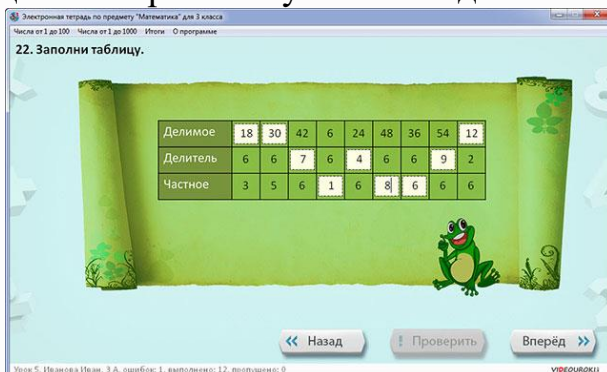 Электронная тетрадь по предмету "Математика" для 3 класса
Числа от 1 до 100 Числа от 1 до 1000 Итоги О программе
22. Заполни таблицу.
Делимое 18 30 42 6 24 48 36 54 12
Делитель 6 6 7 6 4 6 6 9 2
Частное 3 5 6 1 6 8 6 6 6
Назад
! Проверить
Вперёд
Урок 5. Иванова Иван, 3 А, ошибок: 1, выполнено: 12, пропущено: 0
VIDEOUROKI